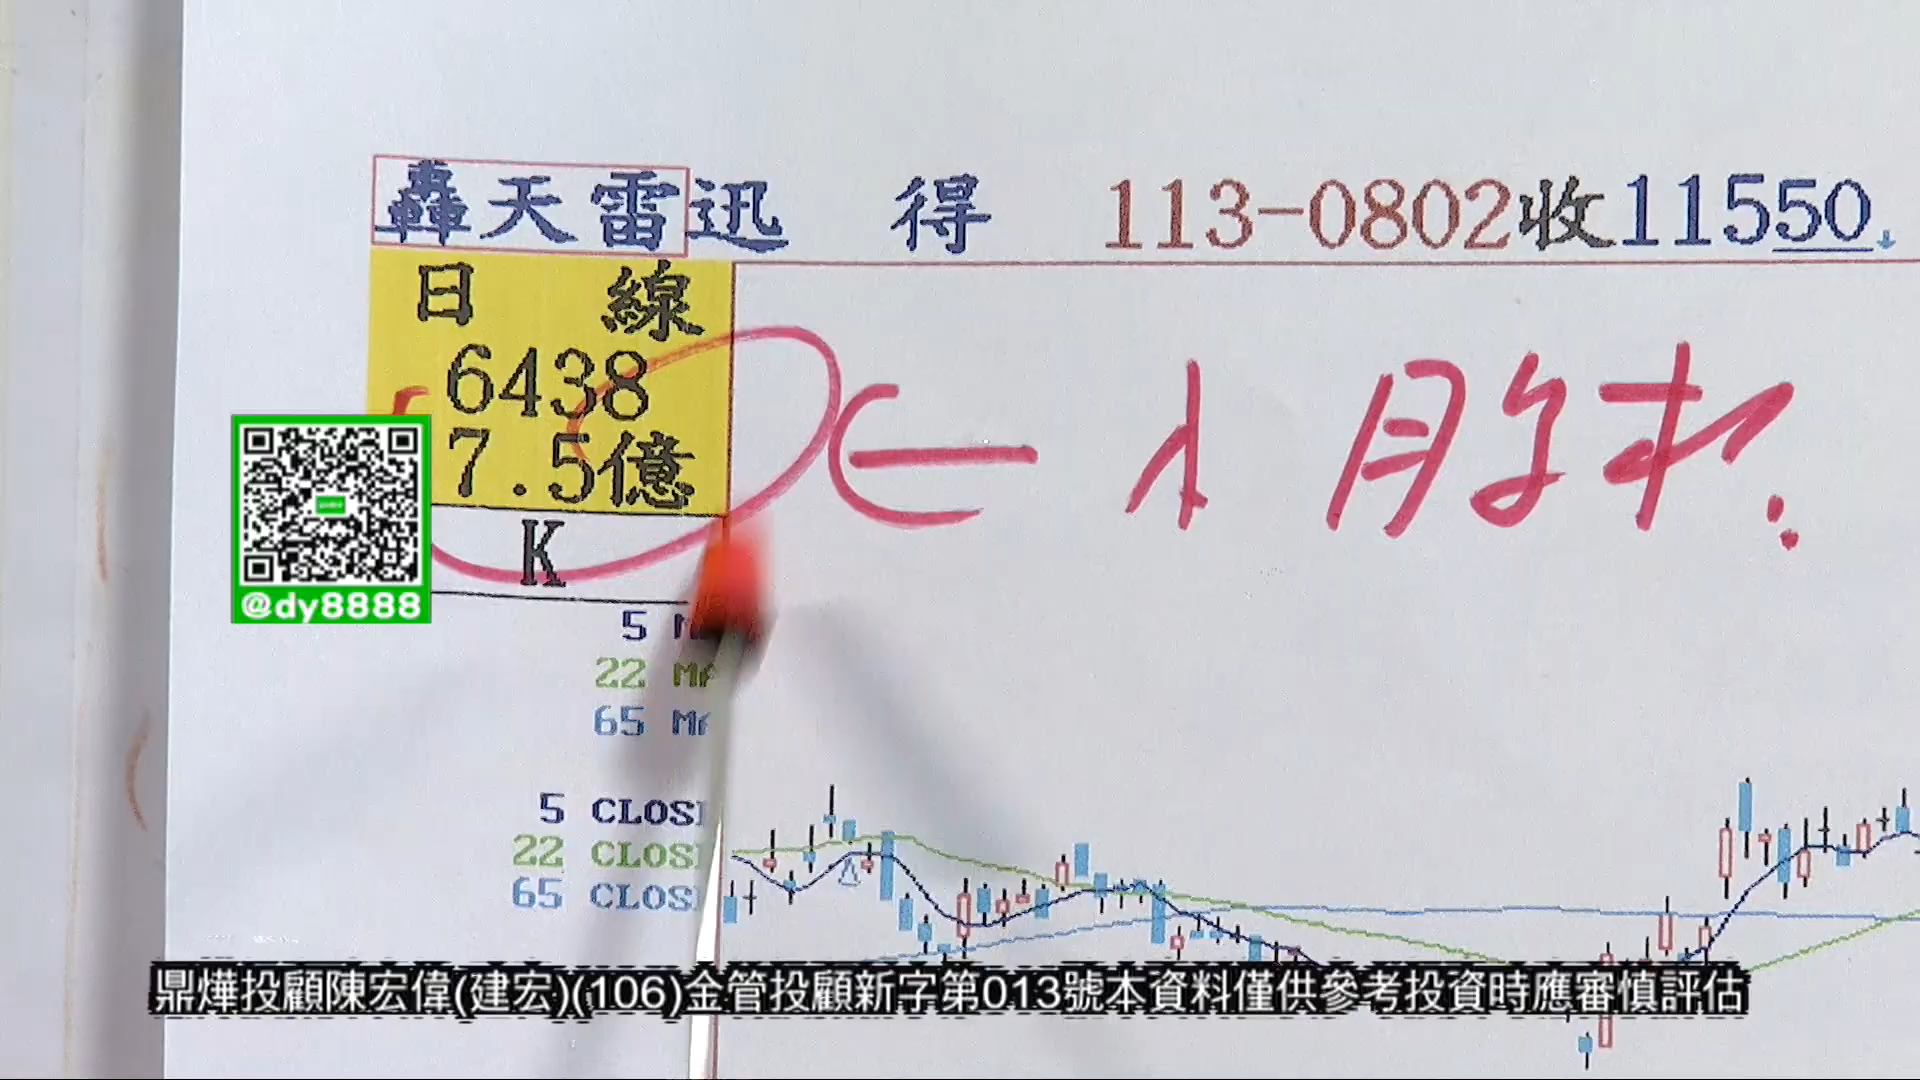 轟天雷迅 得 113-0802收11550↓
日 線
6438
7.5億
小股本.
K
@dy8888
5
22
65
5 CLOS
22 CLOS
65 CLOS
鼎燁投顧陳宏偉(建宏)(106)金管投顧新字第013號本資料僅供參考投資時應審慎評估